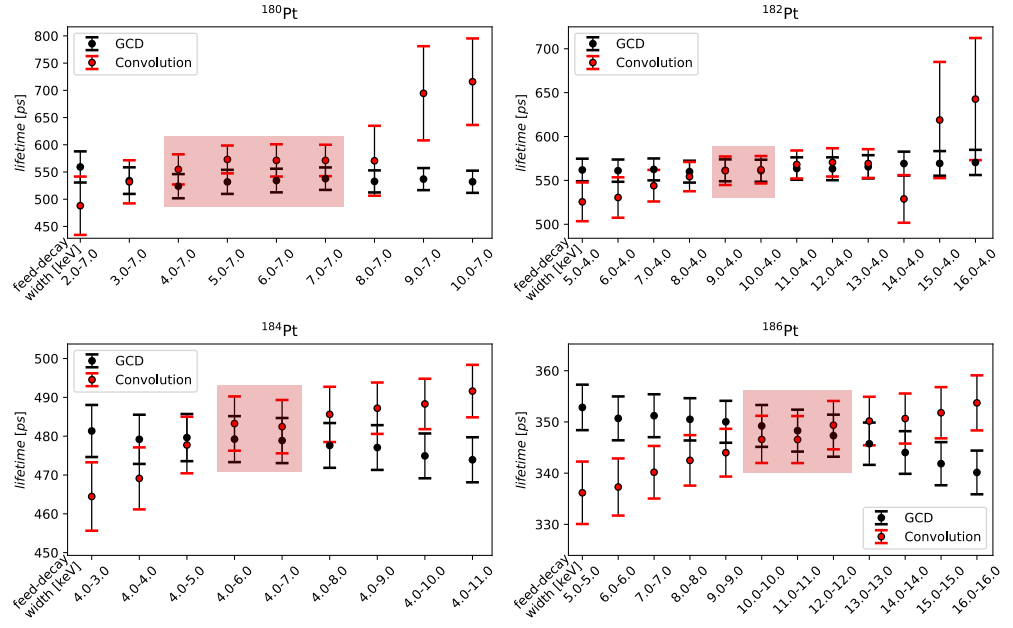 ¹⁸⁰Pt
lifetime [ps]
800
750
700
650
600
550
500
450
GCD
Convolution
feed-decay
width [keV]
2.0-7.0
3.0-7.0
4.0-7.0
5.0-7.0
6.0-7.0
7.0-7.0
8.0-7.0
9.0-7.0
10.0-7.0
¹⁸²Pt
lifetime [ps]
700
650
600
550
500
GCD
Convolution
feed-decay
width [keV]
5.0-4.0
6.0-4.0
7.0-4.0
8.0-4.0
9.0-4.0
10.0-4.0
11.0-4.0
12.0-4.0
13.0-4.0
14.0-4.0
15.0-4.0
16.0-4.0
¹⁸⁴Pt
lifetime [ps]
500
490
480
470
460
450
GCD
Convolution
feed-decay
width [keV]
4.0-3.0
4.0-4.0
4.0-5.0
4.0-6.0
4.0-7.0
4.0-8.0
4.0-9.0
4.0-10.0
4.0-11.0
¹⁸⁶Pt
lifetime [ps]
360
350
340
330
GCD
Convolution
feed-decay
width [keV]
5.0-5.0
6.0-6.0
7.0-7.0
8.0-8.0
9.0-9.0
10.0-10.0
11.0-11.0
12.0-12.0
13.0-13.0
14.0-14.0
15.0-15.0
16.0-16.0